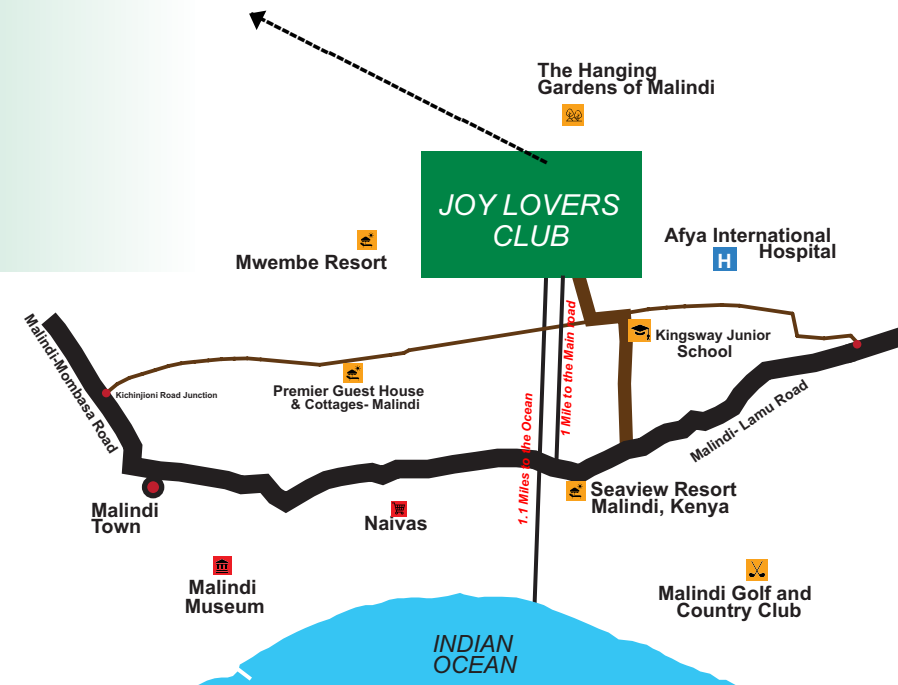 The Hanging
Gardens of Malindi
JOY LOVERS
CLUB
Afya International
Hospital
H
Mwembe Resort
Malindi-Mombasa Road
1 Mile to the Main road
Kingsway Junior
School
Premier Guest House
& Cottages- Malindi
Kichinjioni Road Junction
1.1 Miles to the Ocean
Malindi- Lamu Road
Seaview Resort
Malindi, Kenya
Malindi
Town
Naivas
Malindi
Museum
Malindi Golf and
Country Club
INDIAN
OCEAN